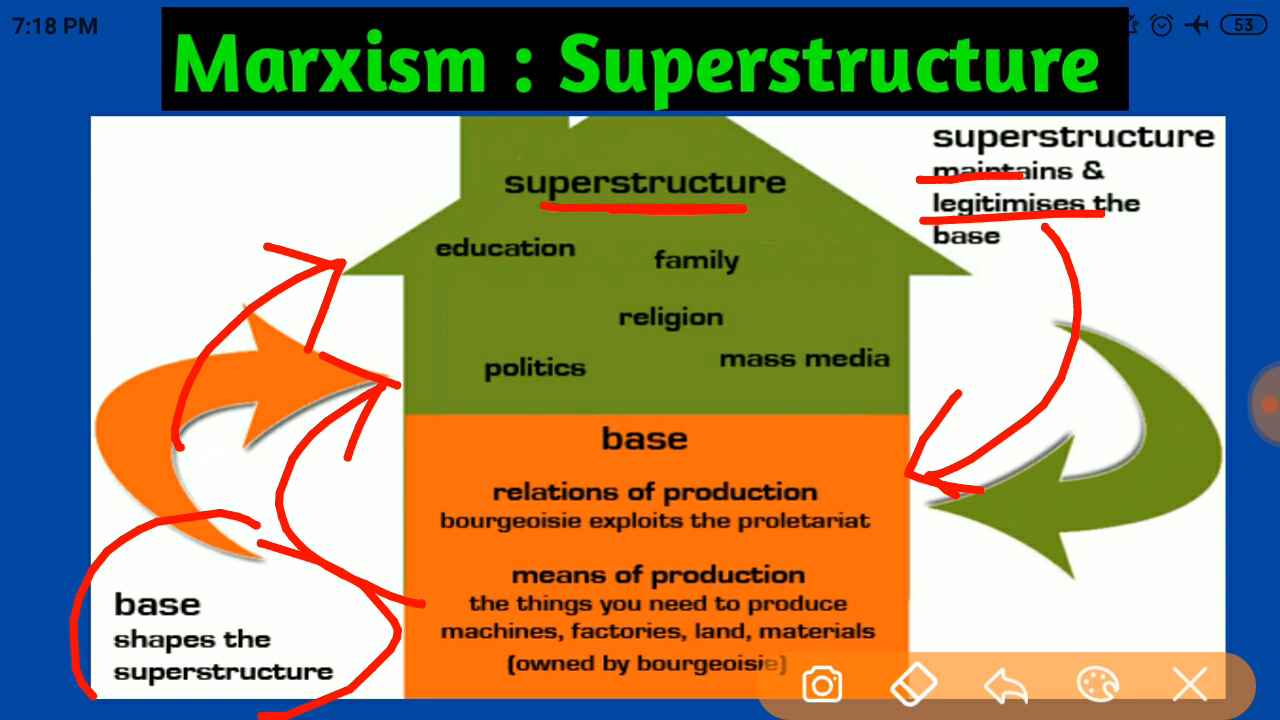 7:18 PM
53
Marxism : Superstructure
superstructure
education
family
religion
politics
mass media
superstructure
maintains &
legitimises the
base
base
relations of production
bourgeoisie exploits the proletariat
means of production
the things you need to produce
machines, factories, land, materials
(owned by bourgeoisie)
base
shapes the
superstructure